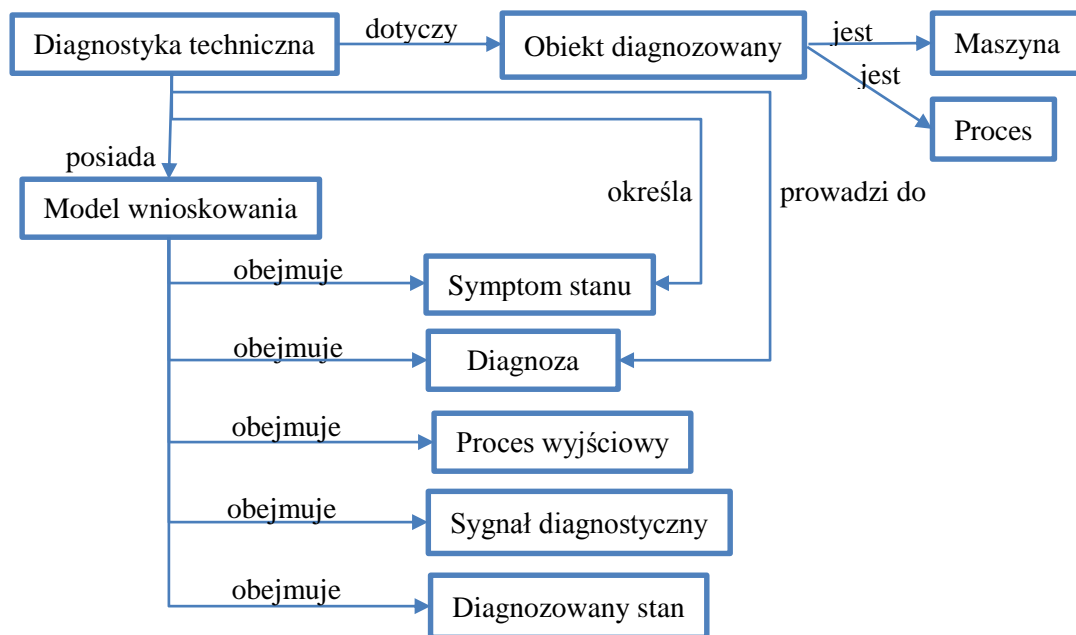 Diagnostyka techniczna
dotyczy
Obiekt diagnozowany
jest
Maszyna
jest
Proces
posiada
określa
prowadzi do
Model wnioskowania
obejmuje
Symptom stanu
obejmuje
Diagnoza
obejmuje
Proces wyjściowy
obejmuje
Sygnał diagnostyczny
obejmuje
Diagnozowany stan